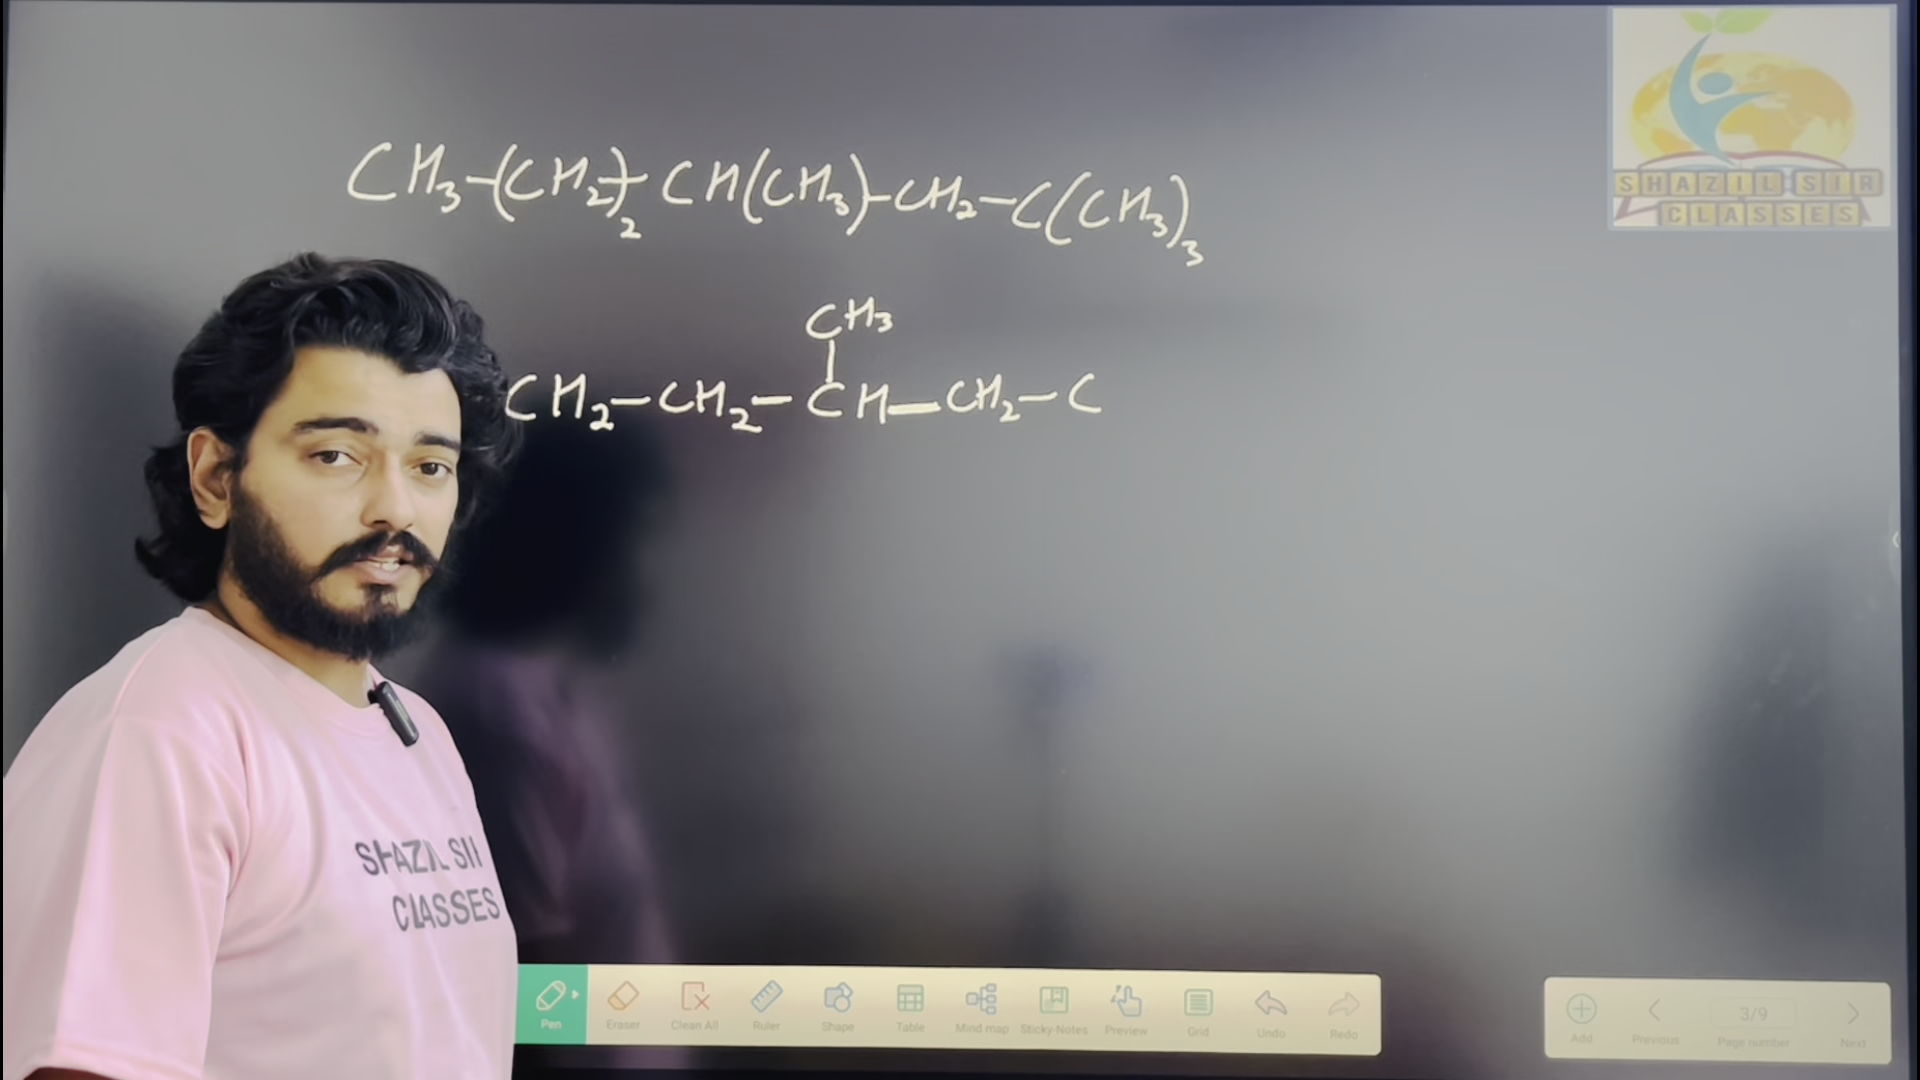 SHAZIL SIR
CLASSES
CH3-(CH2)2-CH(CH3)-CH2-C(CH3)3
CH3
CH2-CH2-CH-CH2-C
SHAZIL SI
CLASSES
Pen
Eraser
Clean All
Ruler
Shape
Table
Mind map
Sticky-Notes
Preview
Grid
Undo
Redo
Add
Previous
3/9
Page number
Next